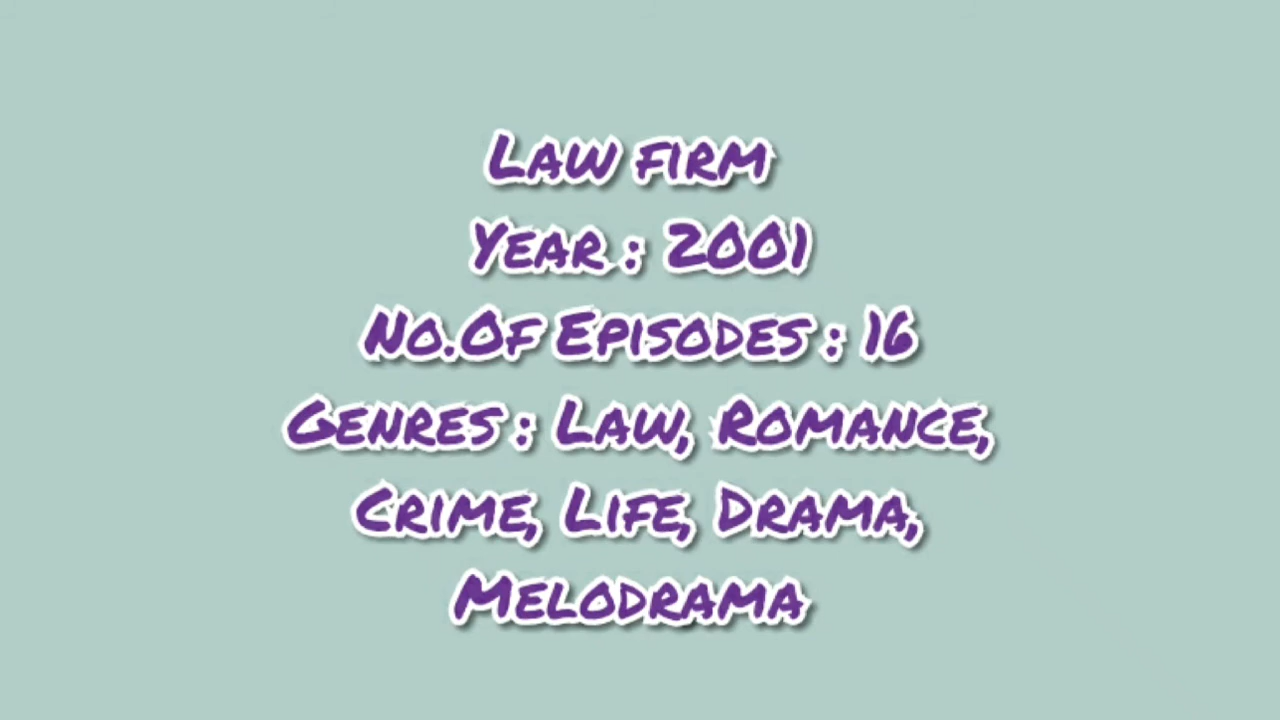 Law firm
Year : 2001
No.Of Episodes : 16
Genres : Law, Romance,
Crime, Life, Drama,
Melodrama